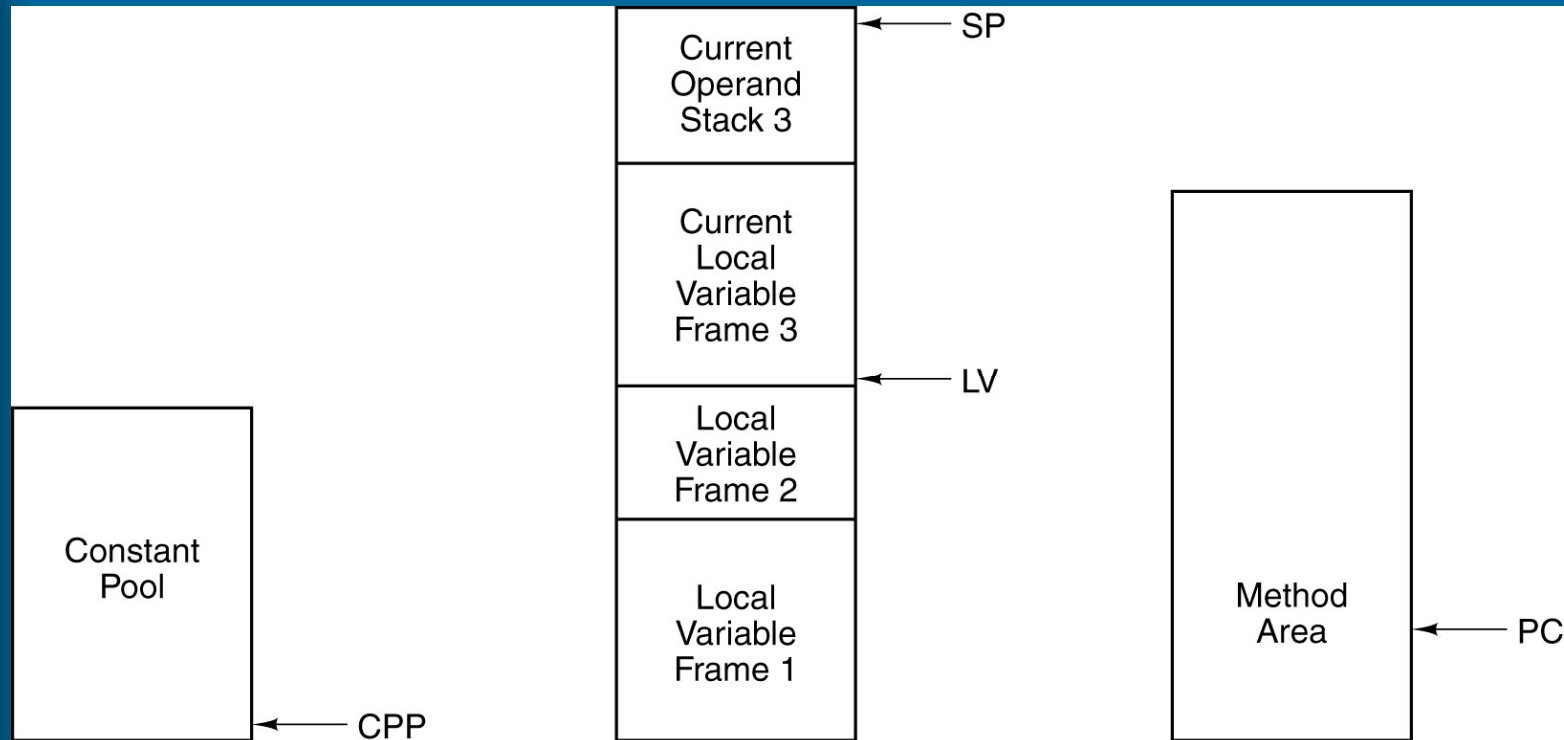 Current
Operand
Stack 3
SP
Current
Local
Variable
Frame 3
LV
Local
Variable
Frame 2
Local
Variable
Frame 1
Constant
Pool
CPP
Method
Area
PC